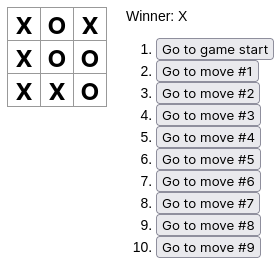 X O X
X O O
X X O
Winner: X
1. Go to game start
2. Go to move #1
3. Go to move #2
4. Go to move #3
5. Go to move #4
6. Go to move #5
7. Go to move #6
8. Go to move #7
9. Go to move #8
10. Go to move #9